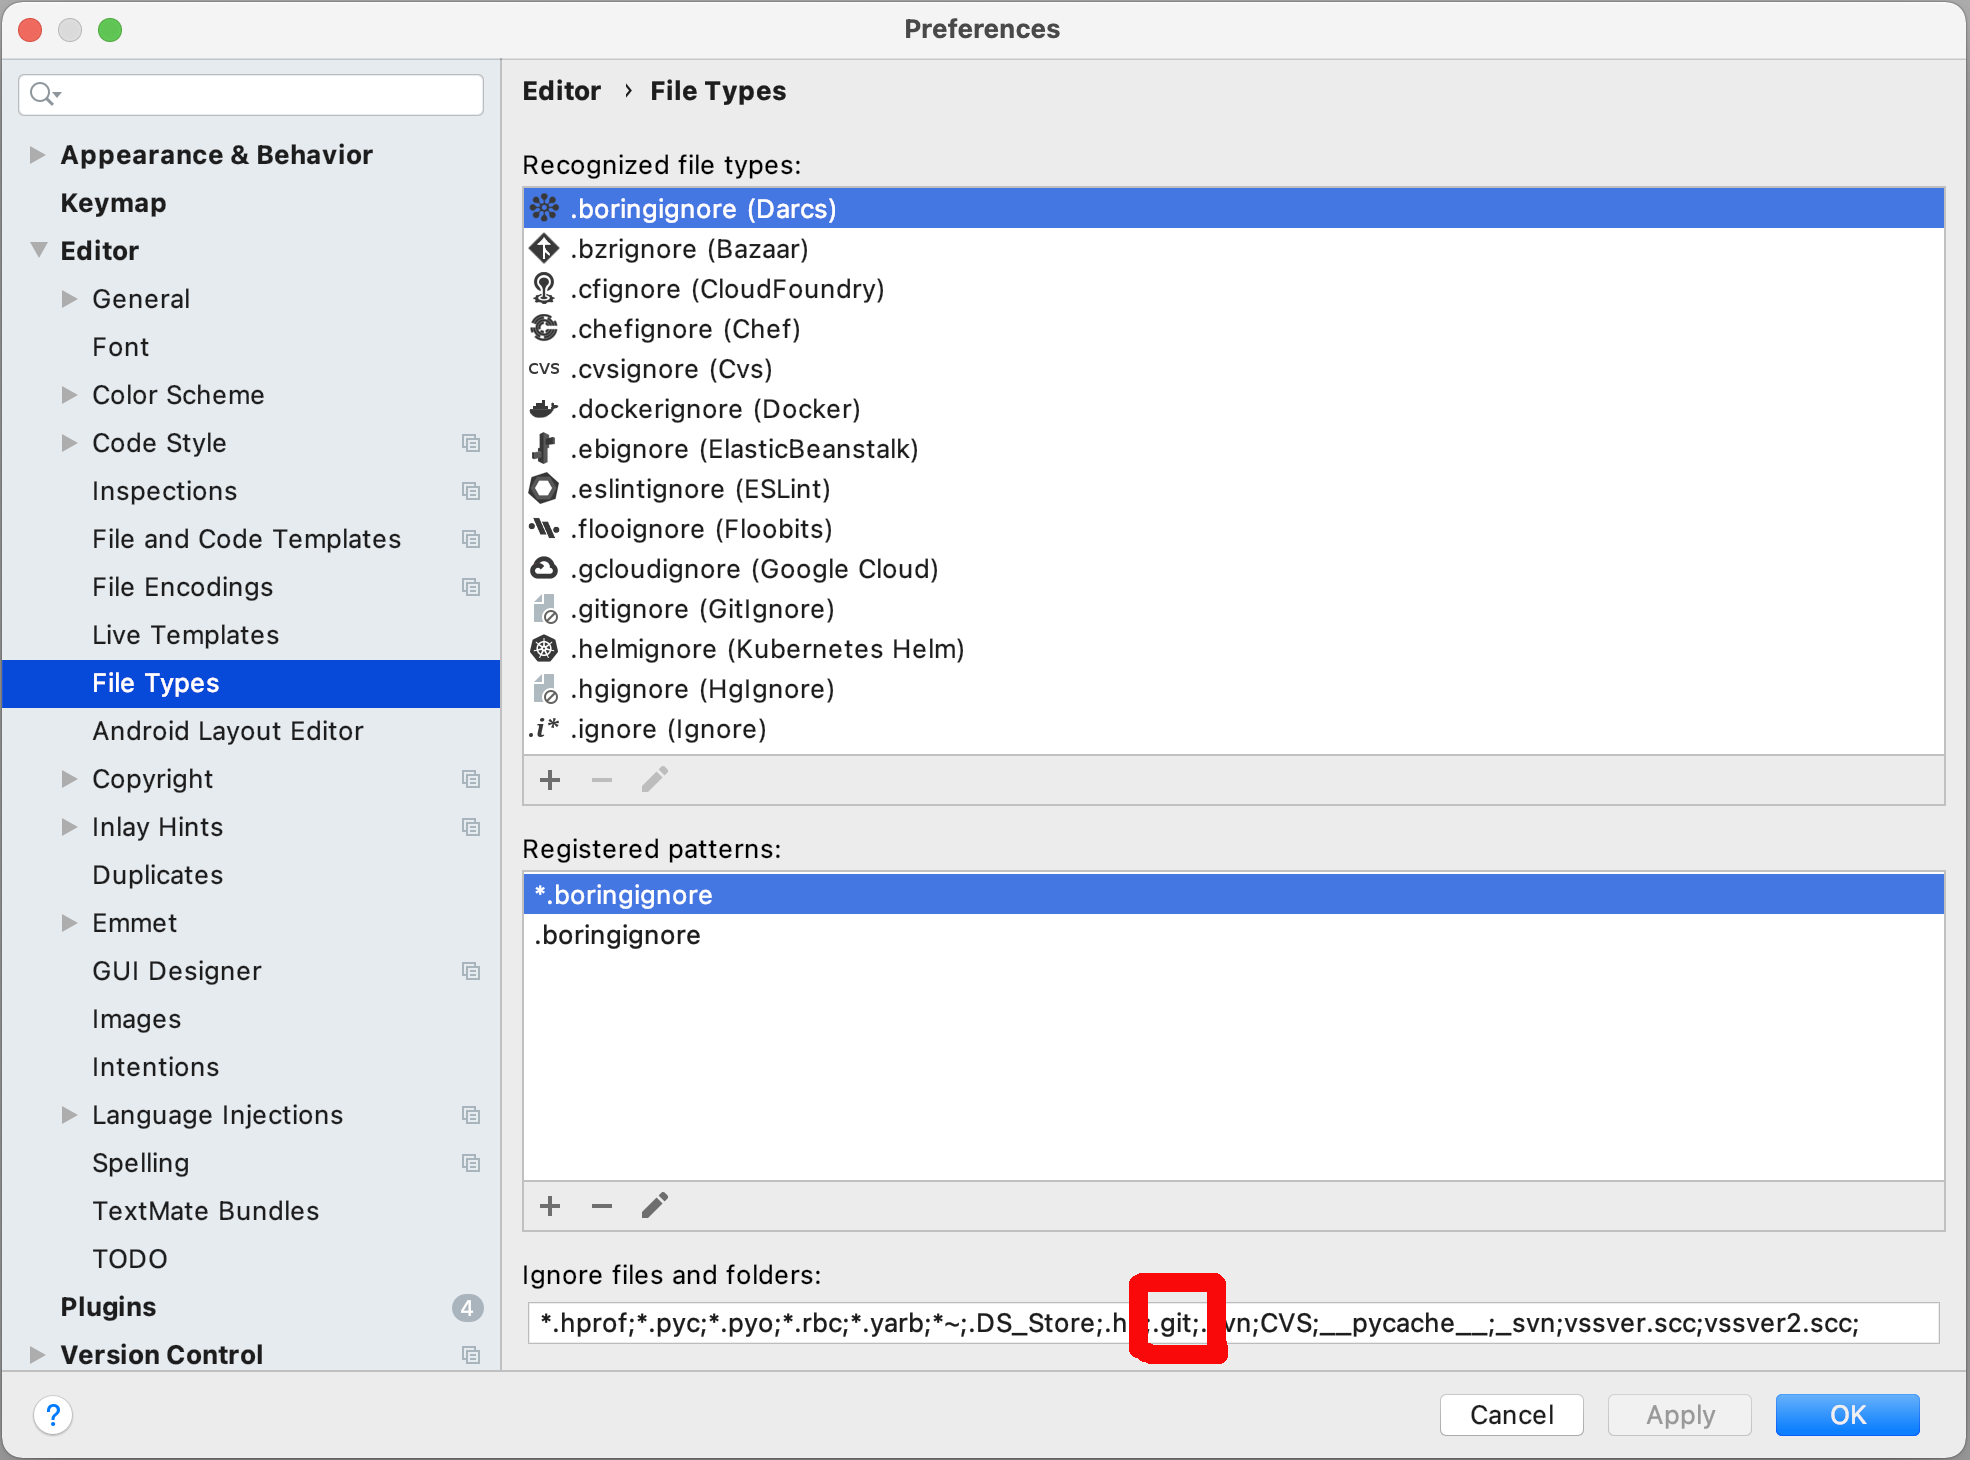 Preferences
Appearance & Behavior
Keymap
Editor
General
Font
Color Scheme
Code Style
Inspections
File and Code Templates
File Encodings
Live Templates
File Types
Android Layout Editor
Copyright
Inlay Hints
Duplicates
Emmet
GUI Designer
Images
Intentions
Language Injections
Spelling
TextMate Bundles
TODO
Plugins 4
Version Control
?
Editor › File Types
Recognized file types:
.boringignore (Darcs)
.bzrignore (Bazaar)
.cfignore (CloudFoundry)
.chefignore (Chef)
CVS .cvsignore (Cvs)
.dockerignore (Docker)
.ebignore (ElasticBeanstalk)
.eslintignore (ESLint)
.flooignore (Floobits)
.gcloudignore (Google Cloud)
.gitignore (GitIgnore)
.helmignore (Kubernetes Helm)
.hgignore (HgIgnore)
.i* .ignore (Ignore)
Registered patterns:
*.boringignore
.boringignore
Ignore files and folders:
*.hprof;*.pyc;*.pyo;*.rbc;*.yarb;*~;.DS_Store;.h ;.git;. vn;CVS;__pycache__;_svn;vssver.scc;vssver2.scc;
Cancel
Apply
OK